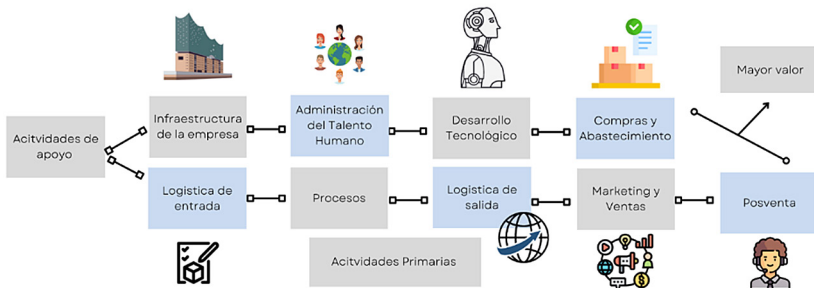 Mayor valor
Acitvidades de
apoyo
Infraestructura
de la empresa
Administración
del Talento
Humano
Desarrollo
Tecnológico
Compras y
Abastecimiento
Logistica de
entrada
Procesos
Logistica de
salida
Marketing y
Ventas
Posventa
Acitvidades Primarias